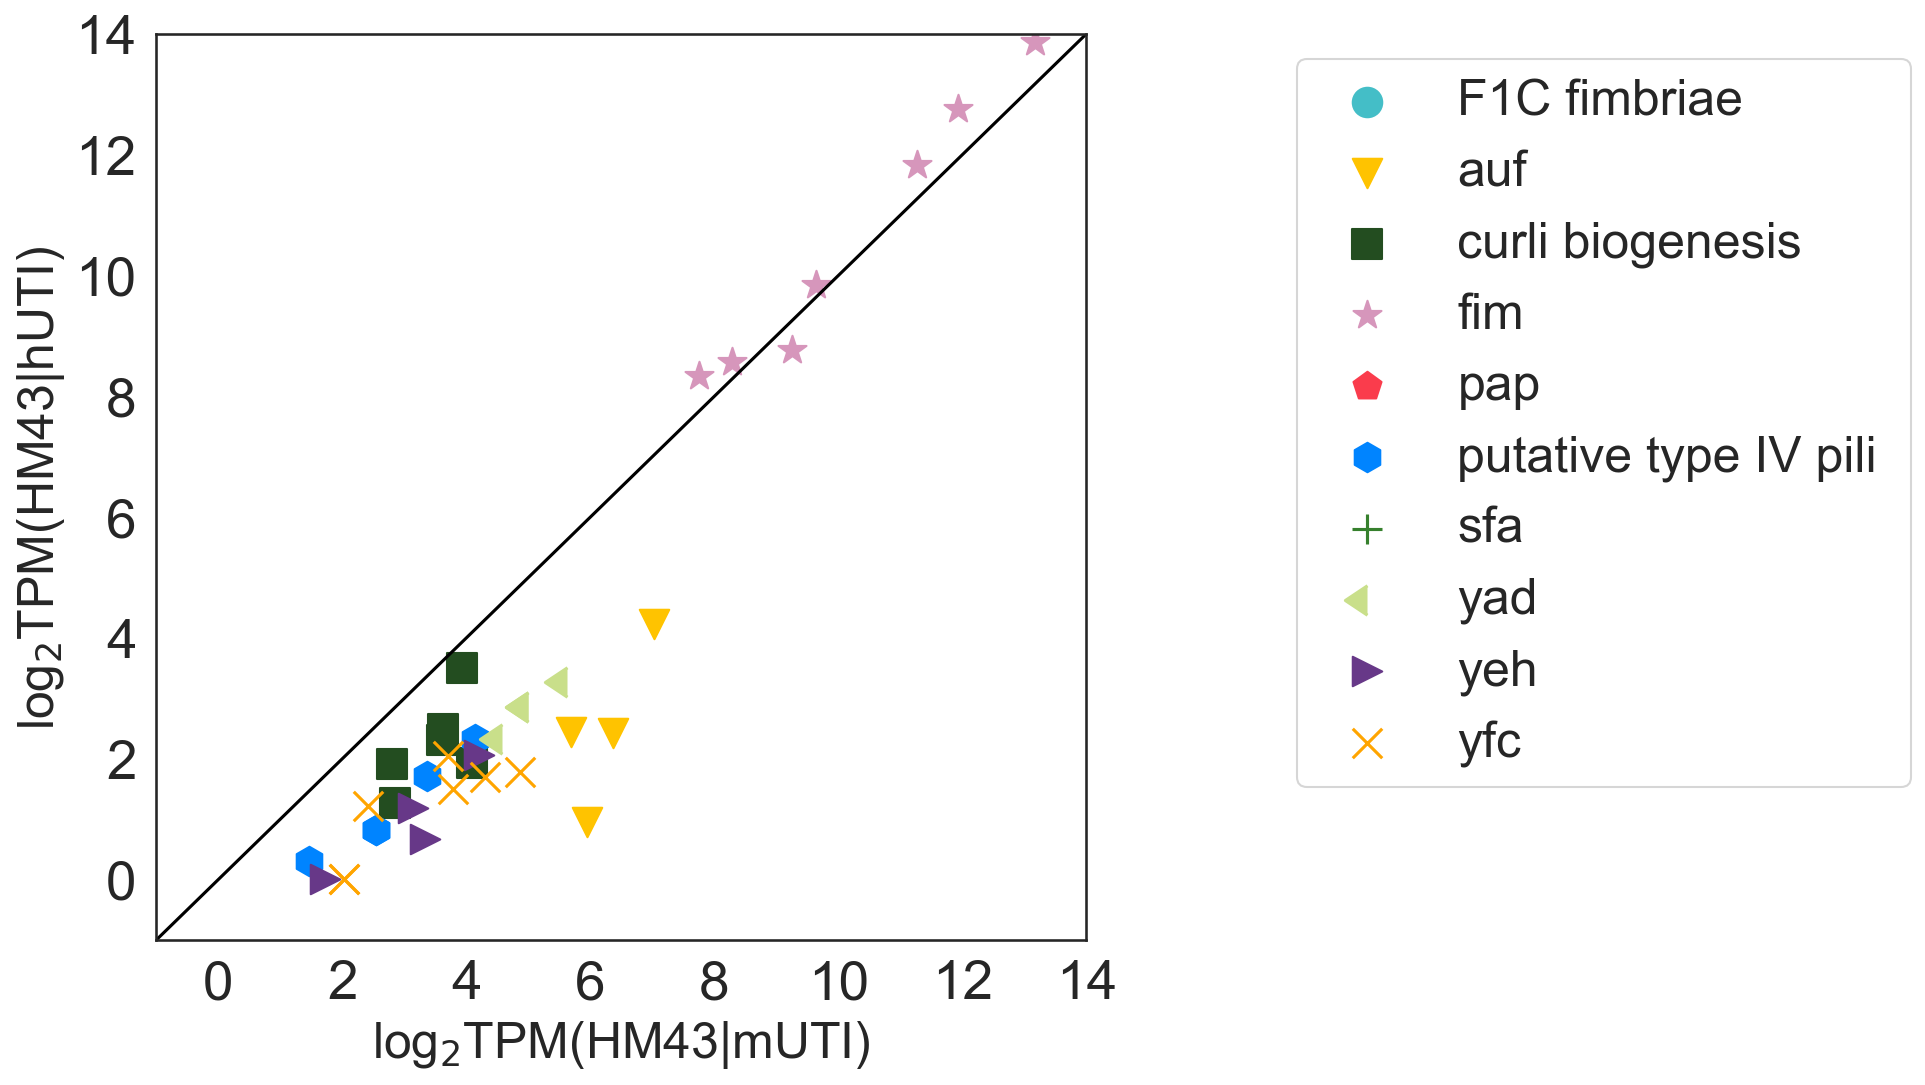 14
12
10
8
6
4
2
0
log₂TPM(HM43|hUTI)
0 2 4 6 8 10 12 14
log₂TPM(HM43|mUTI)
F1C fimbriae
auf
curli biogenesis
fim
pap
putative type IV pili
sfa
yad
yeh
yfc